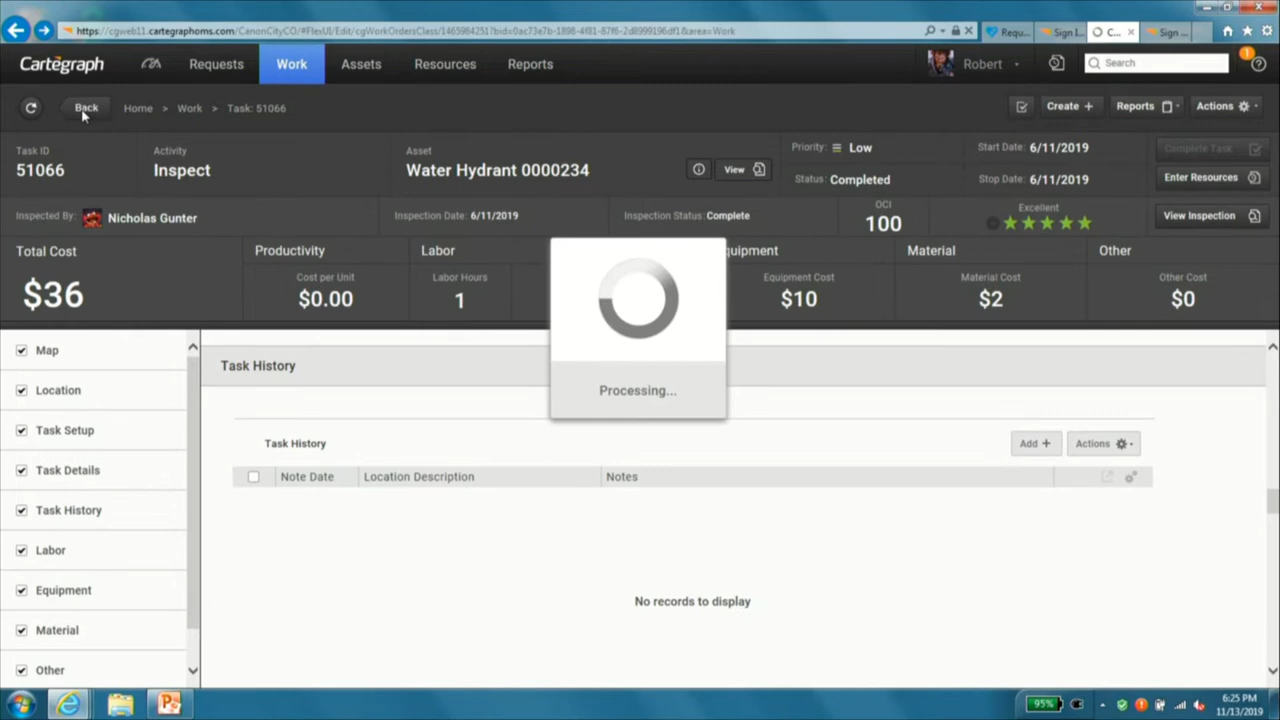 https://cgweb11.cartegraphoms.com/CanonCityCO/#FlexUI/Edit/cgWorkOrdersClass/1465984251?bid=0ac73e7b-1898-4f81-87f6-2d8999196df1&area=Work
Requ...
Sign I...
C...
Sign ...
Cartëgraph
Requests
Work
Assets
Resources
Reports
Robert
Search
1
Back
Home > Work > Task: 51066
Create +
Reports
Actions
Task ID
51066
Activity
Inspect
Asset
Water Hydrant 0000234
View
Priority: Low
Status: Completed
Start Date: 6/11/2019
Stop Date: 6/11/2019
Complete Task
Enter Resources
Inspected By: Nicholas Gunter
Inspection Date: 6/11/2019
Inspection Status: Complete
OCI
100
Excellent
View Inspection
Total Cost
$36
Productivity
Cost per Unit
$0.00
Labor
Labor Hours
1
quipment
Equipment Cost
$10
Material
Material Cost
$2
Other
Other Cost
$0
Processing...
Map
Location
Task Setup
Task Details
Task History
Labor
Equipment
Material
Other
Task History
Task History
Add +
Actions
Note Date
Location Description
Notes
No records to display
95%
6:25 PM
11/13/2019